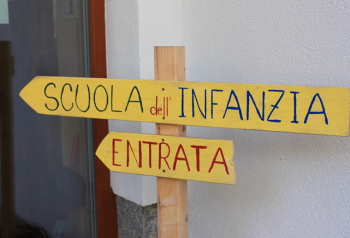 SCUOLA dell' INFANZIA
ENTRATA